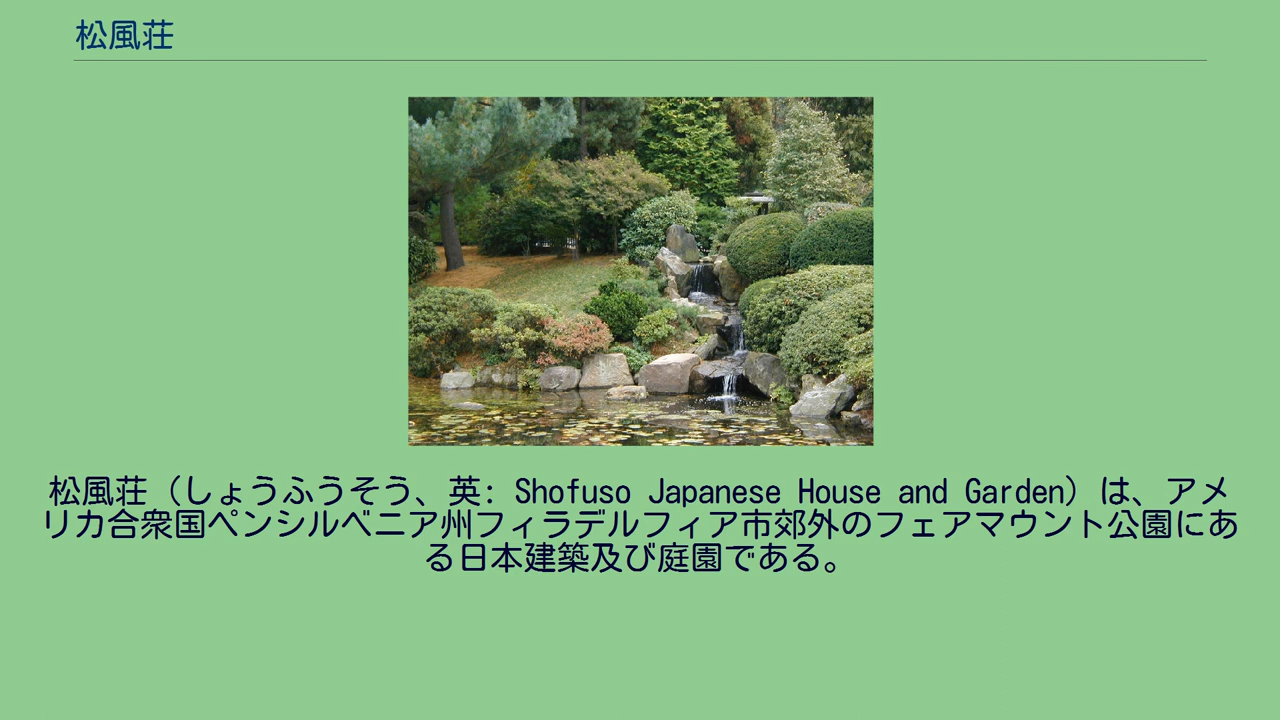 松風荘
松風荘（しょうふうそう、英: Shofuso Japanese House and Garden）は、アメ
リカ合衆国ペンシルベニア州フィラデルフィア市郊外のフェアマウント公園にあ
る日本建築及び庭園である。